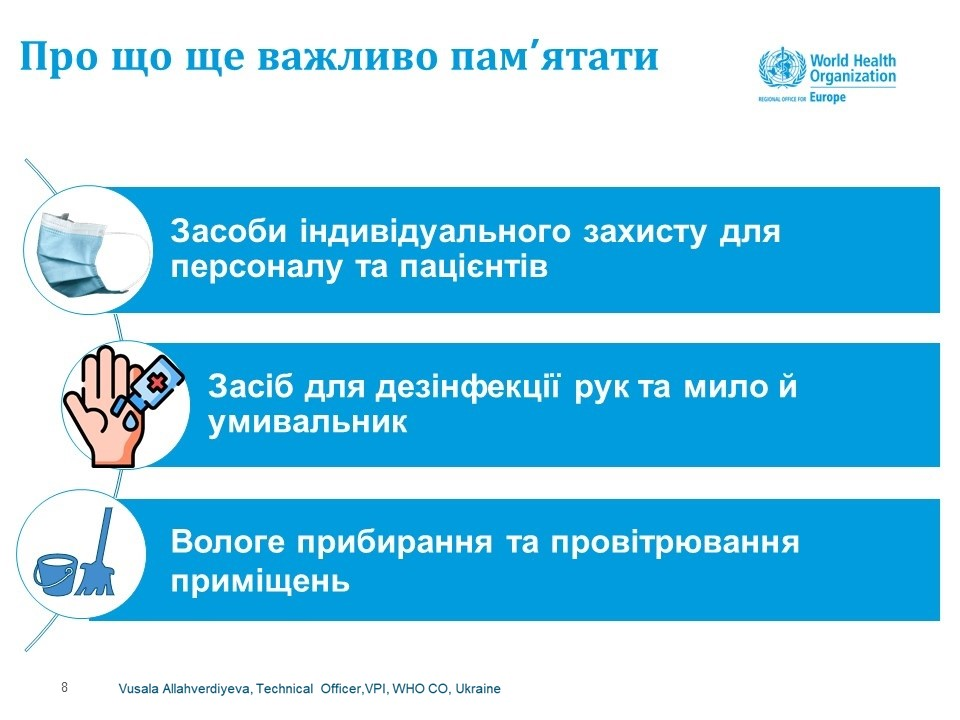 Про що ще важливо пам’ятати
World Health
Organization
REGIONAL OFFICE FOR Europe
Засоби індивідуального захисту для
персоналу та пацієнтів
Засіб для дезінфекції рук та мило й
умивальник
Вологе прибирання та провітрювання
приміщень
8
Vusala Allahverdiyeva, Technical Officer,VPI, WHO CO, Ukraine